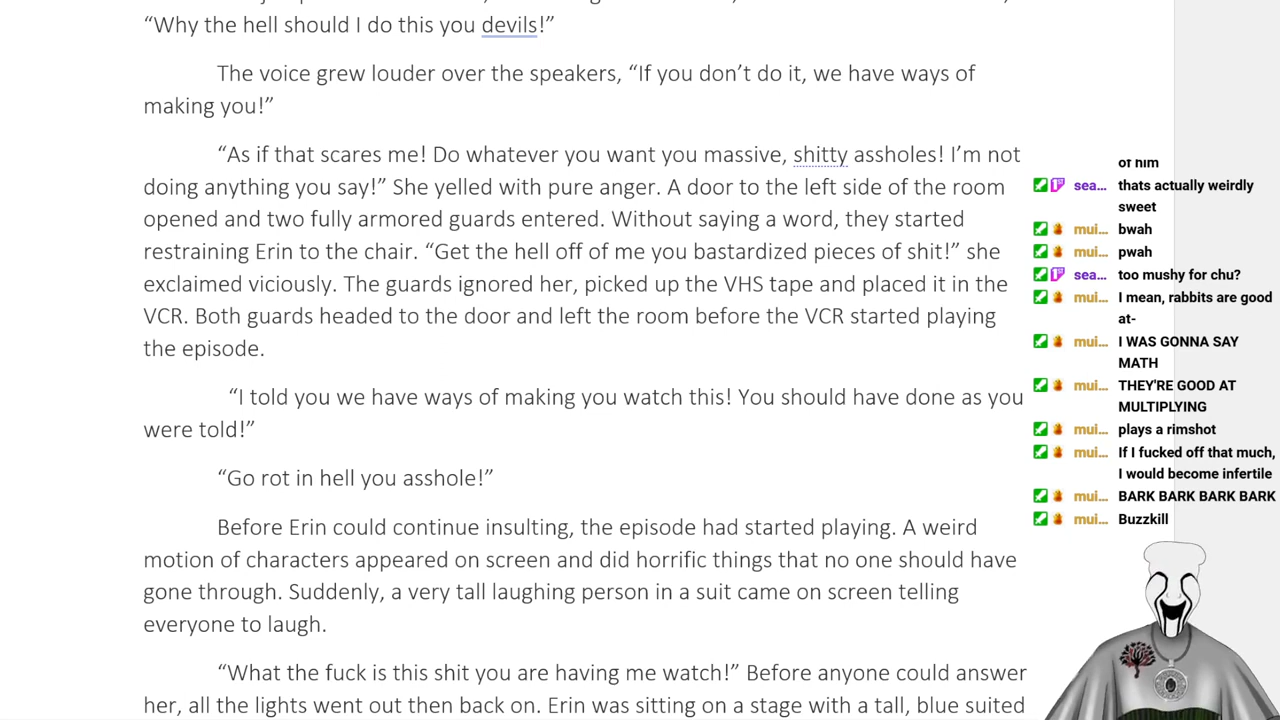 “Why the hell should I do this you devils!”
The voice grew louder over the speakers, “If you don’t do it, we have ways of
making you!”
“As if that scares me! Do whatever you want you massive, shitty assholes! I’m not
doing anything you say!” She yelled with pure anger. A door to the left side of the room
opened and two fully armored guards entered. Without saying a word, they started
restraining Erin to the chair. “Get the hell off of me you bastardized pieces of shit!” she
exclaimed viciously. The guards ignored her, picked up the VHS tape and placed it in the
VCR. Both guards headed to the door and left the room before the VCR started playing
the episode.
“I told you we have ways of making you watch this! You should have done as you
were told!”
“Go rot in hell you asshole!”
Before Erin could continue insulting, the episode had started playing. A weird
motion of characters appeared on screen and did horrific things that no one should have
gone through. Suddenly, a very tall laughing person in a suit came on screen telling
everyone to laugh.
“What the fuck is this shit you are having me watch!” Before anyone could answer
her, all the lights went out then back on. Erin was sitting on a stage with a tall, blue suited
of him
sea... thats actually weirdly
sweet
mui... bwah
mui... pwah
sea... too mushy for chu?
mui... I mean, rabbits are good
at-
mui... I WAS GONNA SAY
MATH
mui... THEY'RE GOOD AT
MULTIPLYING
mui... plays a rimshot
mui... If I fucked off that much,
I would become infertile
mui... BARK BARK BARK BARK
mui... Buzzkill